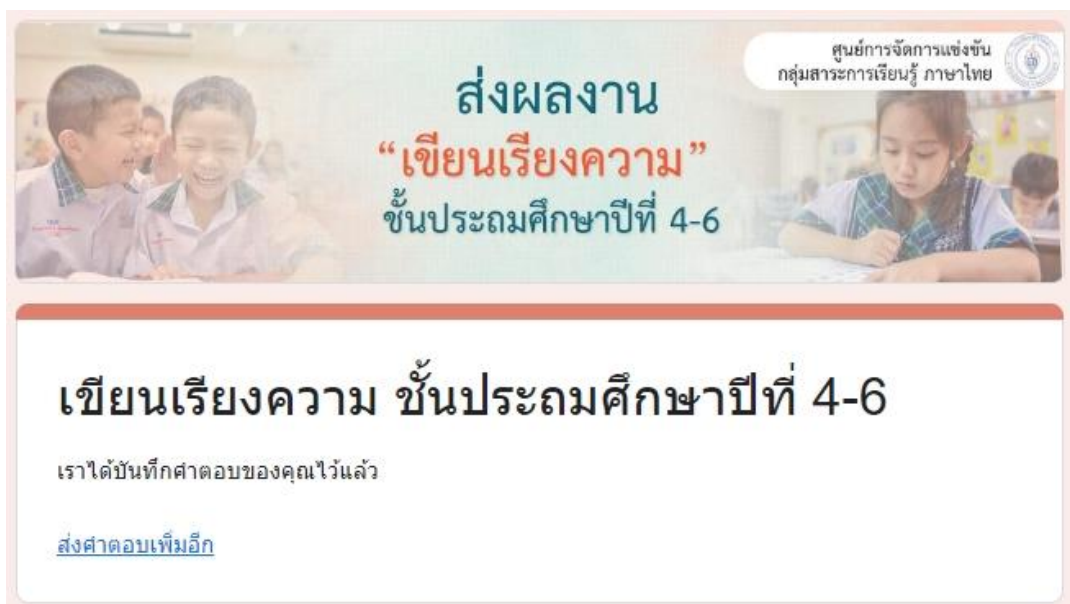 ศูนย์การจัดการแข่งขัน
กลุ่มสาระการเรียนรู้ ภาษาไทย
ส่งผลงาน
“เขียนเรียงความ”
ชั้นประถมศึกษาปีที่ 4-6
เขียนเรียงความ ชั้นประถมศึกษาปีที่ 4-6
เราได้บันทึกคำตอบของคุณไว้แล้ว
ส่งคำตอบเพิ่มอีก